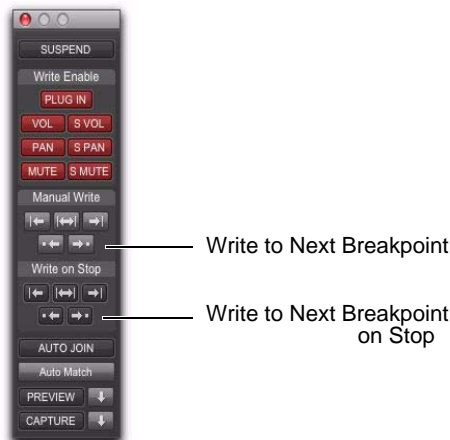 SUSPEND
Write Enable
PLUG IN
VOL S VOL
PAN S PAN
MUTE S MUTE
Manual Write
Write to Next Breakpoint
Write on Stop
Write to Next Breakpoint
on Stop
AUTO JOIN
Auto Match
PREVIEW
CAPTURE